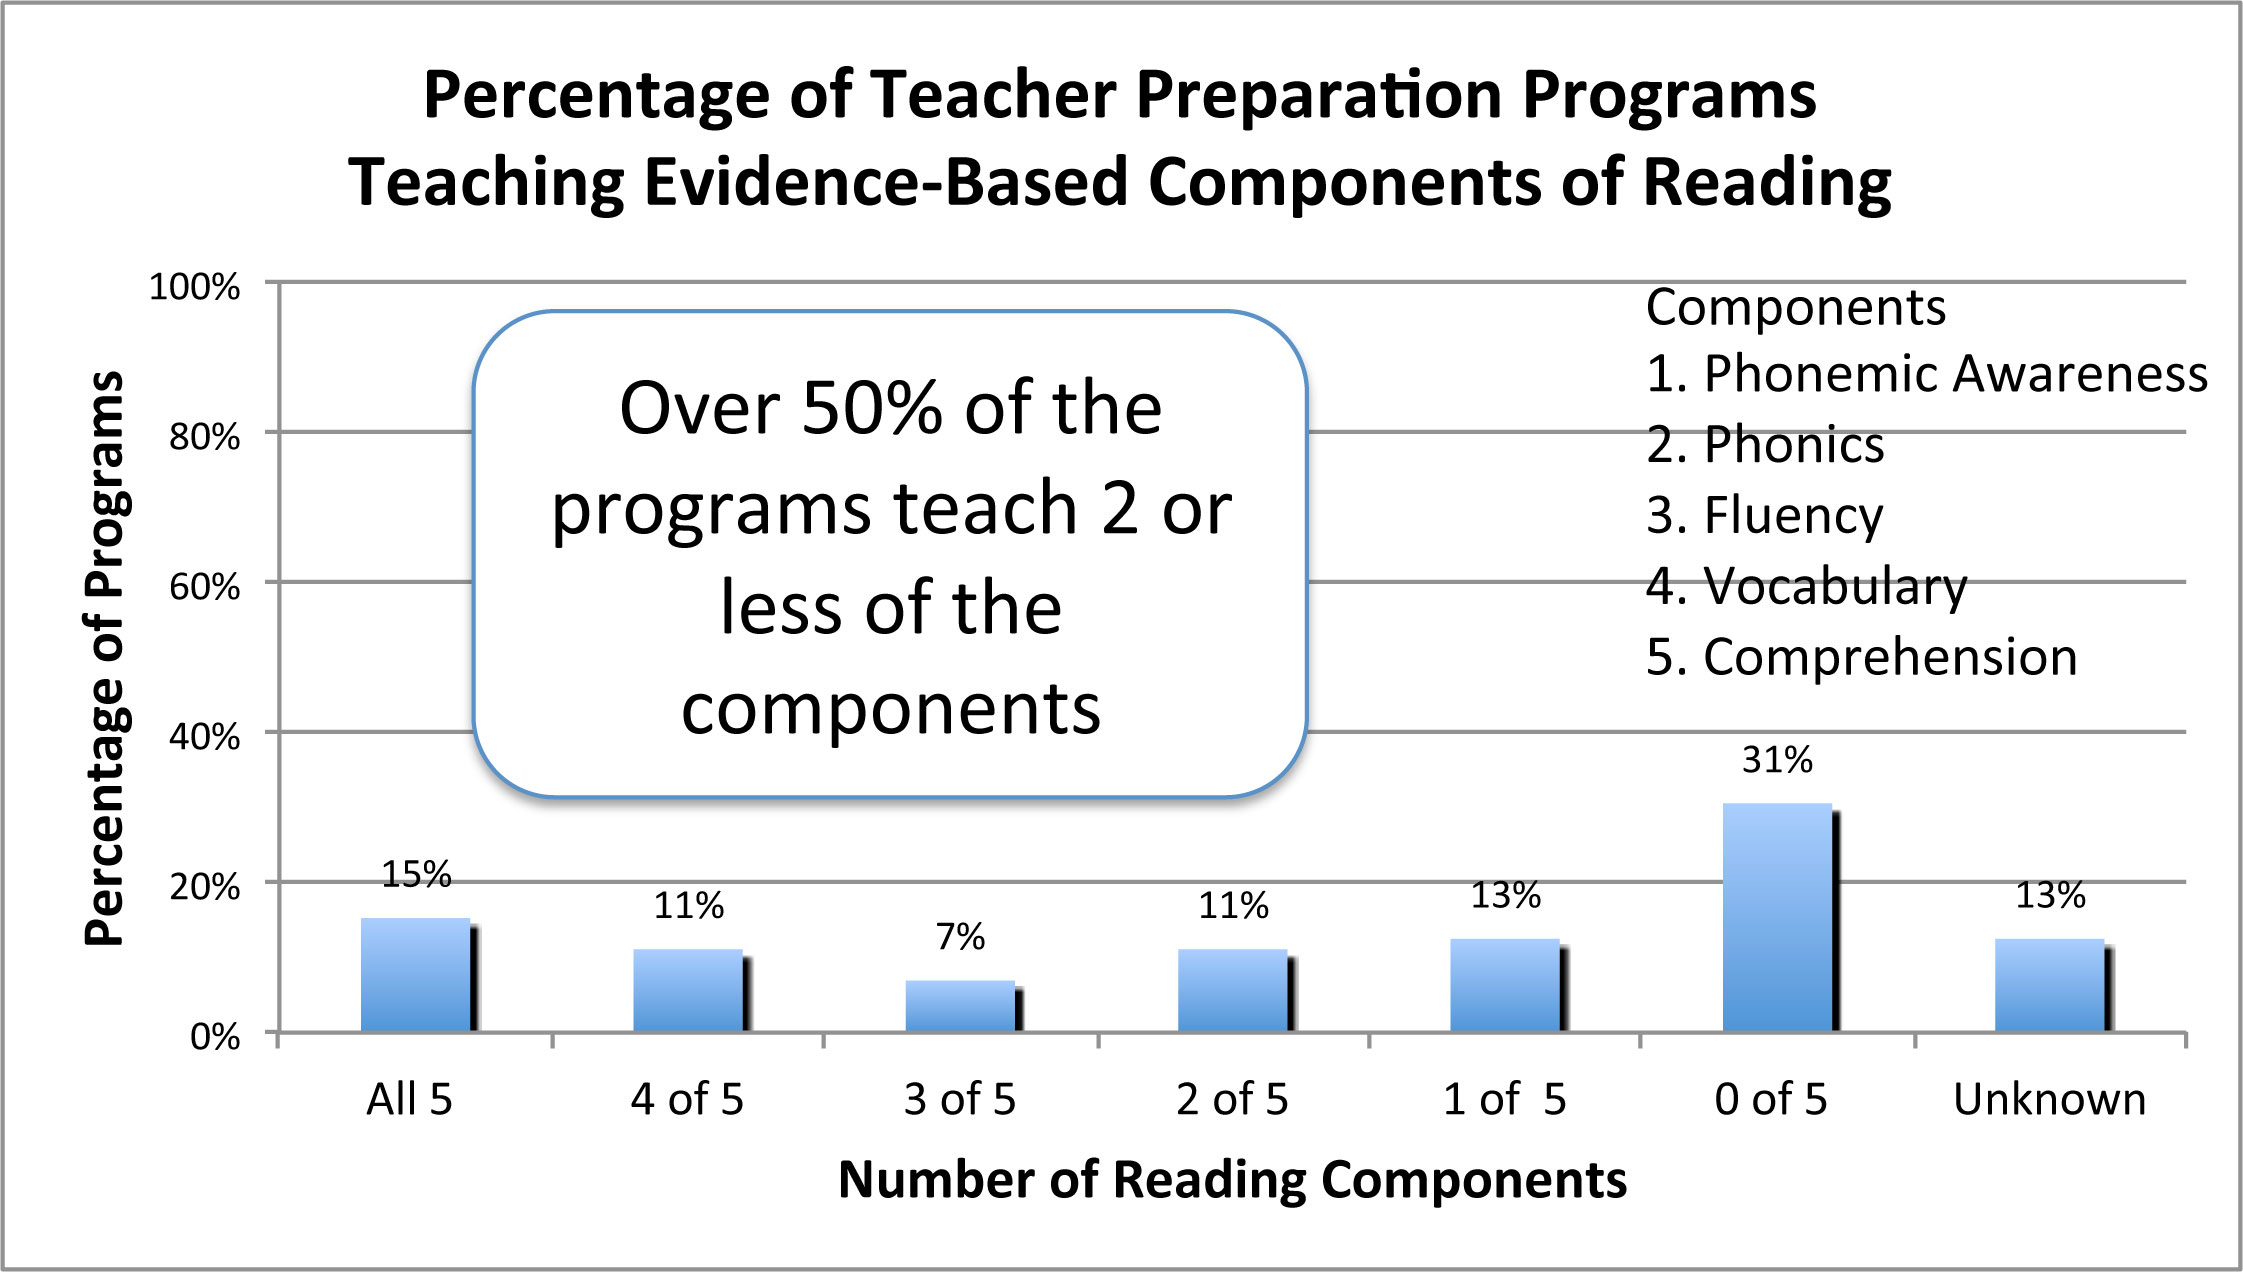 Percentage of Teacher Preparation Programs
Teaching Evidence-Based Components of Reading
Percentage of Programs
100%
80%
60%
40%
20%
0%
Over 50% of the
programs teach 2 or
less of the
components
Components
1. Phonemic Awareness
2. Phonics
3. Fluency
4. Vocabulary
5. Comprehension
15%
11%
7%
11%
13%
31%
13%
All 5
4 of 5
3 of 5
2 of 5
1 of 5
0 of 5
Unknown
Number of Reading Components